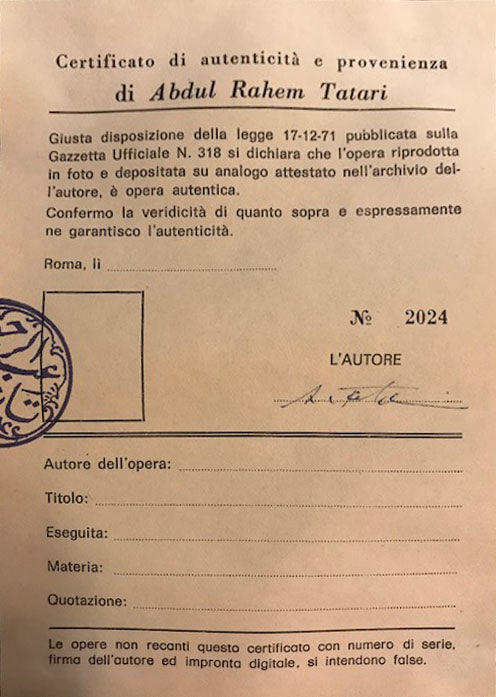 Certificato di autenticità e provenienza
di Abdul Rahem Tatari
Giusta disposizione della legge 17-12-71 pubblicata sulla
Gazzetta Ufficiale N. 318 si dichiara che l'opera riprodotta
in foto e depositata su analogo attestato nell'archivio del-
l'autore, è opera autentica.
Confermo la veridicità di quanto sopra e espressamente
ne garantisco l'autenticità.
Roma, lì
№ 2024
L'AUTORE
Autore dell'opera:
Titolo:
Eseguita:
Materia:
Quotazione:
Le opere non recanti questo certificato con numero di serie,
firma dell'autore ed impronta digitale, si intendono false.